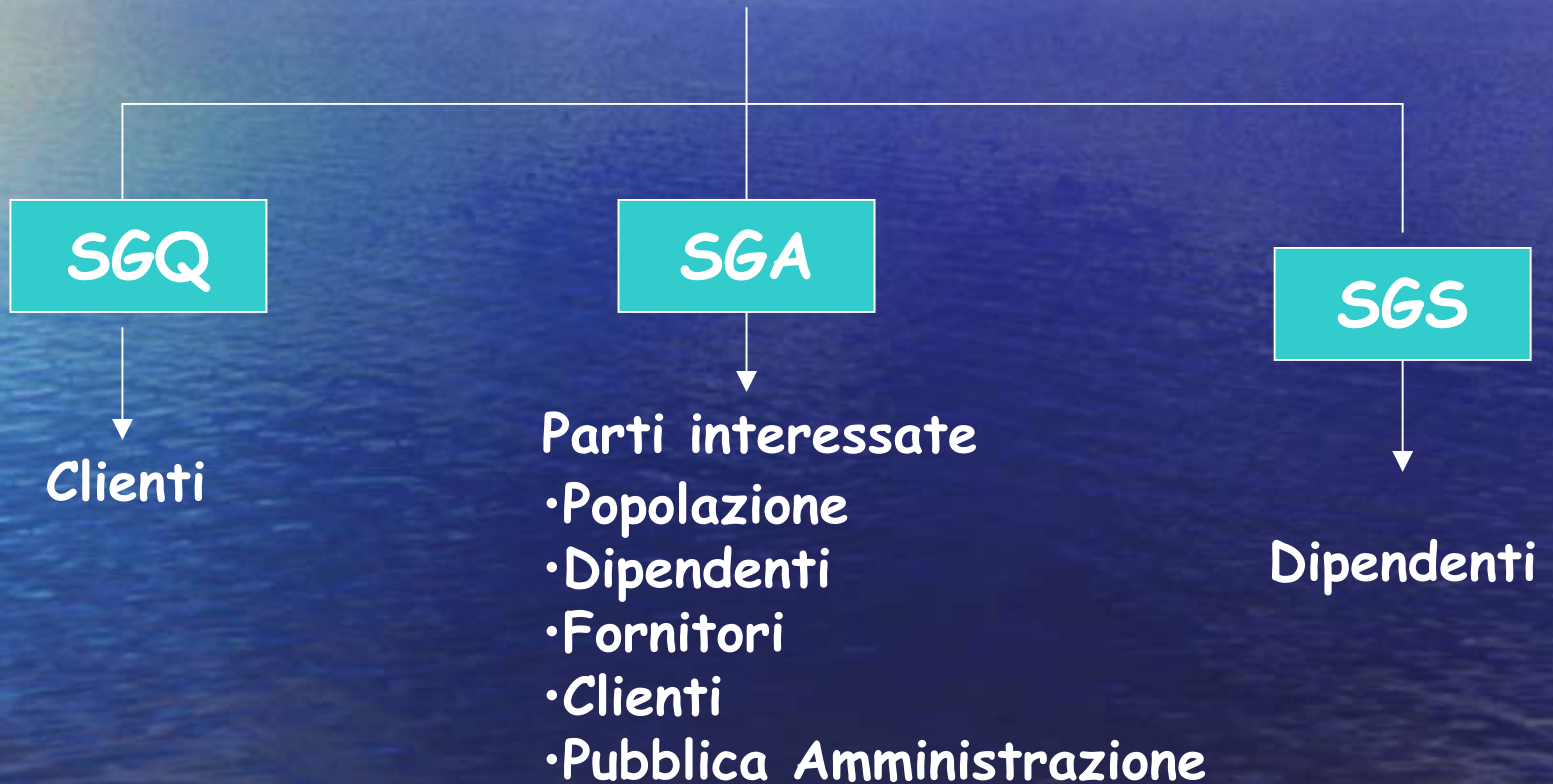 SGQ
SGA
SGS
Clienti
Parti interessate
·Popolazione
·Dipendenti
·Fornitori
·Clienti
·Pubblica Amministrazione
Dipendenti